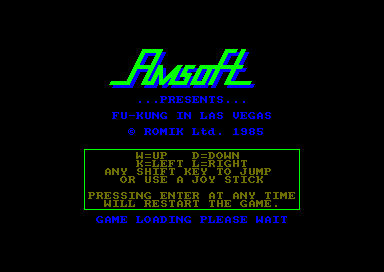 AMSOFT
...PRESENTS...
FU-KUNG IN LAS VEGAS
© ROMIK Ltd. 1985
W=UP D=DOWN
K=LEFT L=RIGHT
ANY SHIFT KEY TO JUMP
OR USE A JOY STICK
PRESSING ENTER AT ANY TIME
WILL RESTART THE GAME.
GAME LOADING PLEASE WAIT